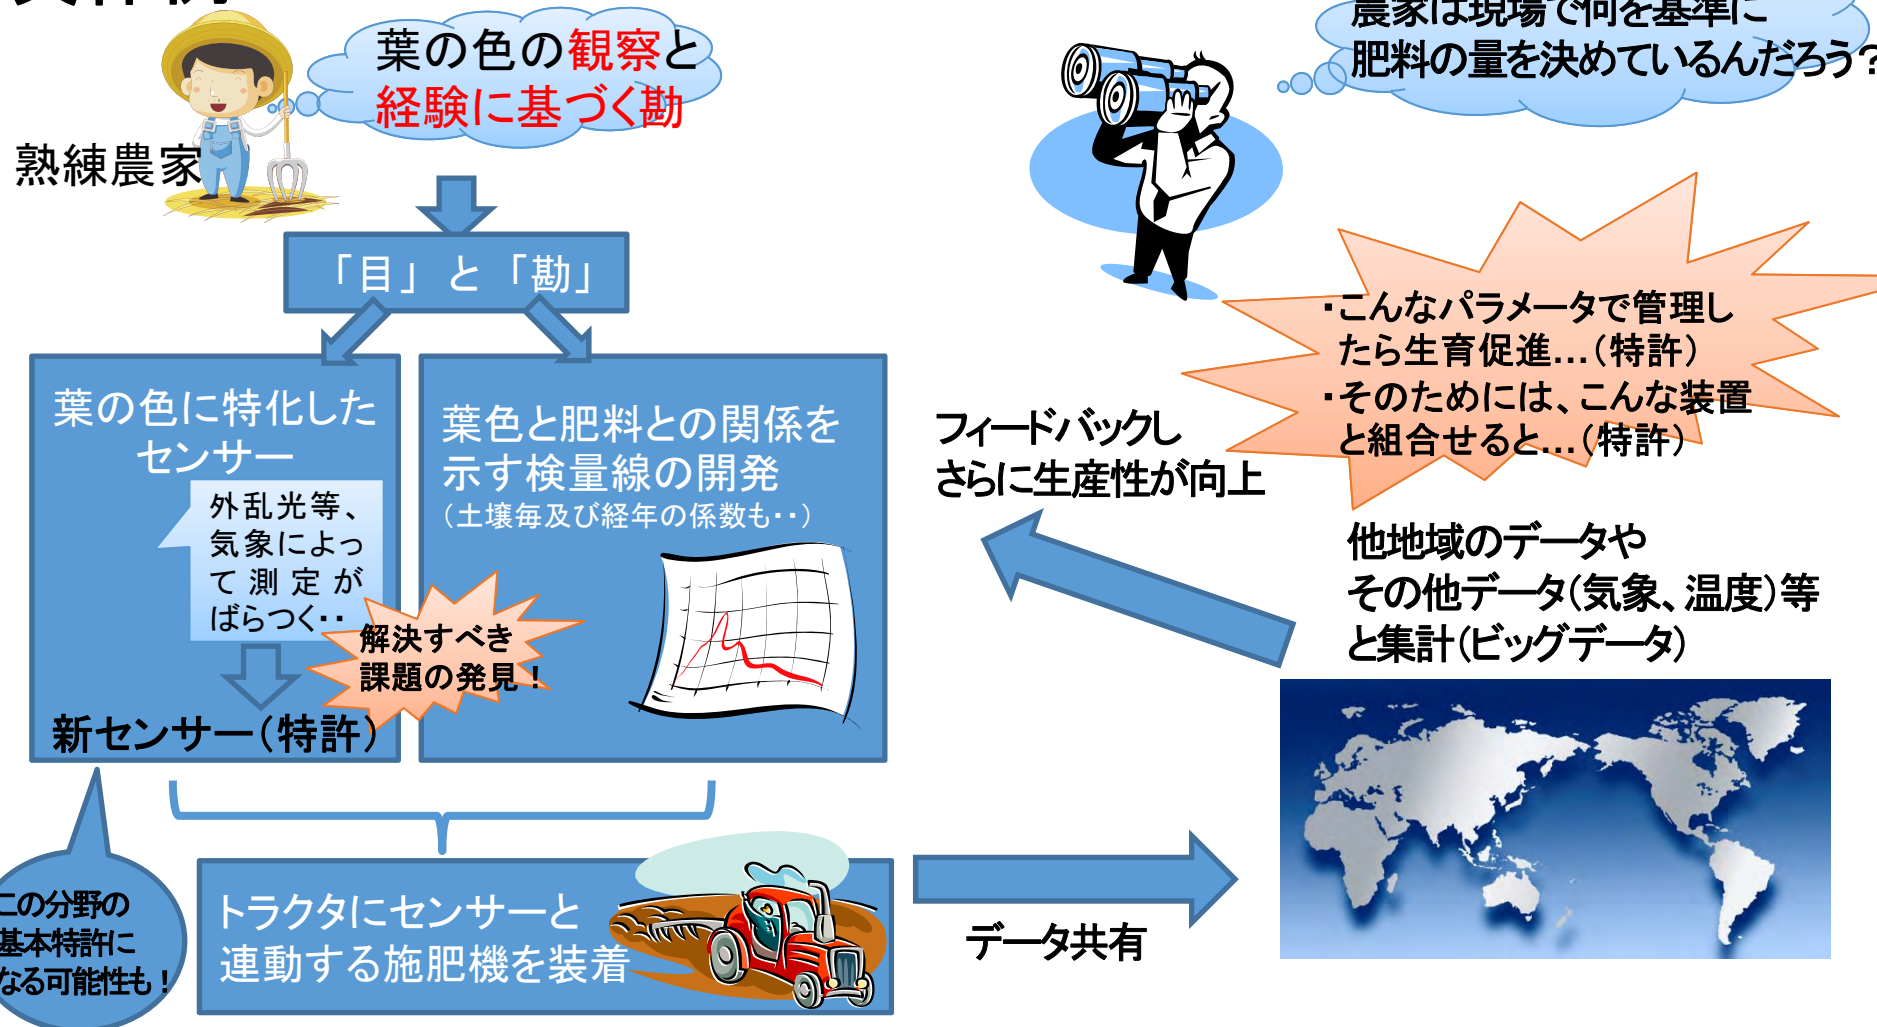 葉の色の観察と
経験に基づく勘
農家は現場で何を基準に
肥料の量を決めているんだろう？
熟練農家
「目」と「勘」
葉の色に特化した
センサー
外乱光等、
気象によっ
て測定が
ばらつく・・
新センサー（特許）
葉色と肥料との関係を
示す検量線の開発
（土壌毎及び経年の係数も・・）
解決すべき
課題の発見！
この分野の
基本特許に
なる可能性も！
トラクタにセンサーと
連動する施肥機を装着
データ共有
フィードバックし
さらに生産性が向上
・こんなパラメータで管理し
たら生育促進…（特許）
・そのためには、こんな装置
と組合せると…（特許）
他地域のデータや
その他データ（気象、温度）等
と集計（ビッグデータ）